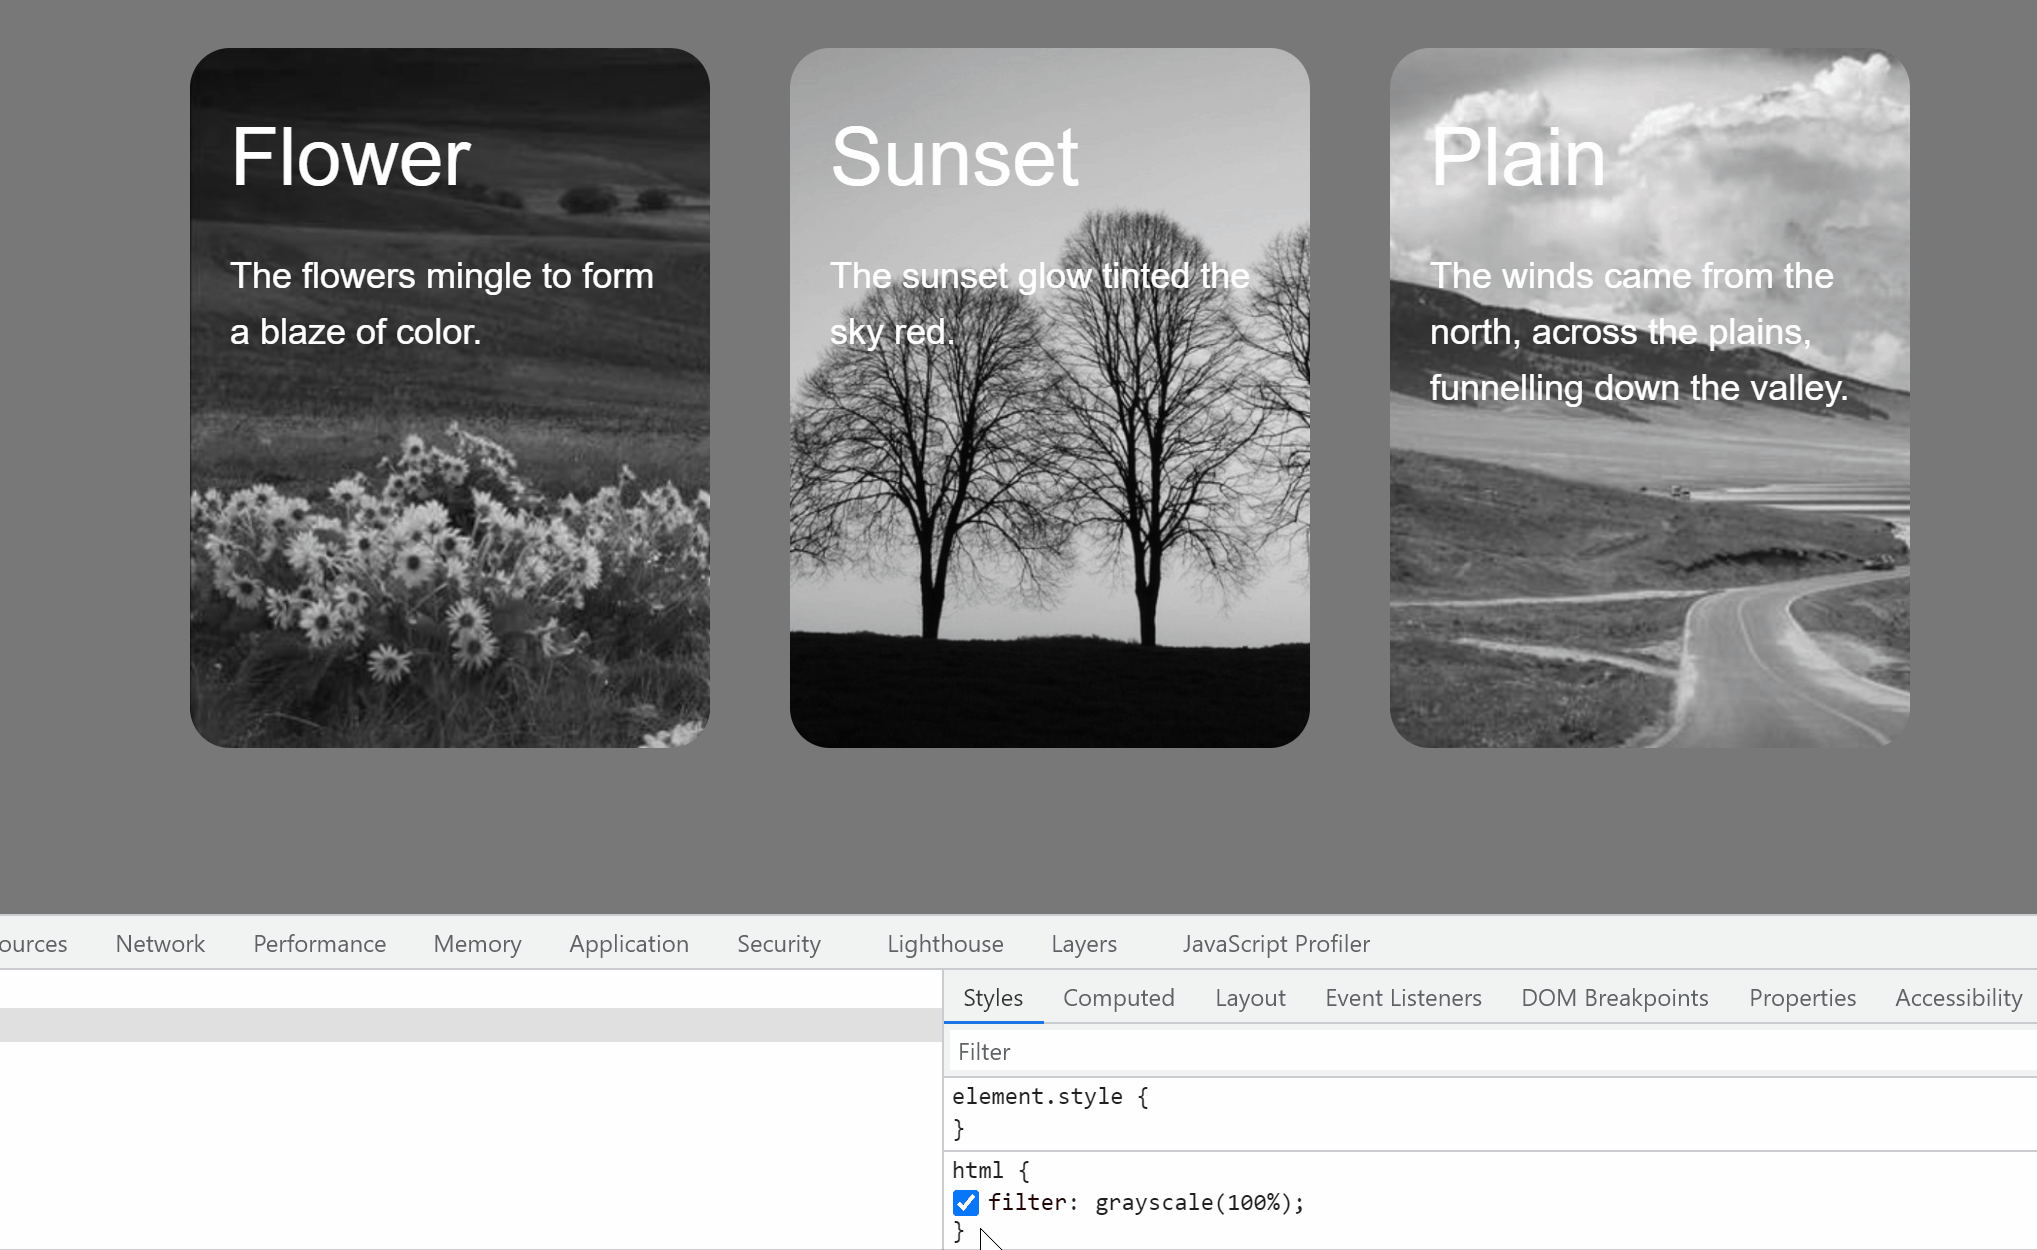 Flower
The flowers mingle to form
a blaze of color.
Sunset
The sunset glow tinted the
sky red.
Plain
The winds came from the
north, across the plains,
funnelling down the valley.
ources Network Performance Memory Application Security Lighthouse Layers JavaScript Profiler
Styles Computed Layout Event Listeners DOM Breakpoints Properties Accessibility
Filter
element.style {
}
html {
filter: grayscale(100%);
}